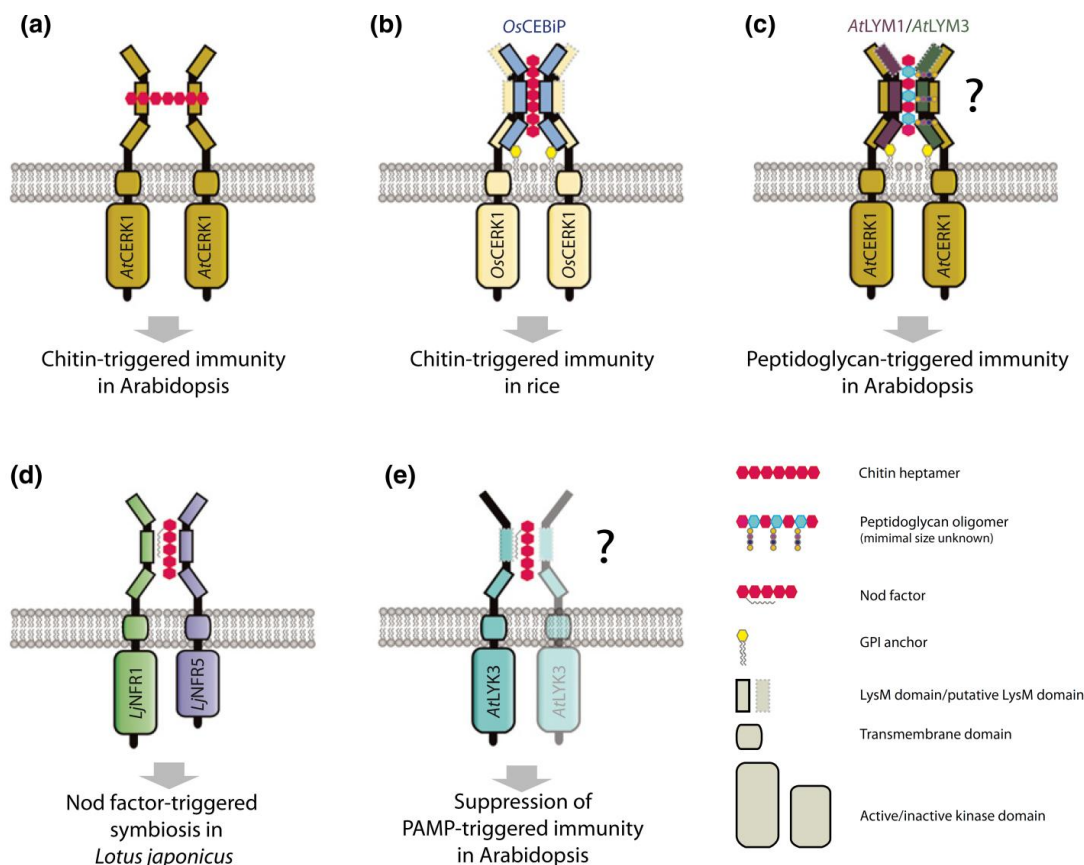 (a)
AtCERK1
AtCERK1
Chitin-triggered immunity
in Arabidopsis
(b)
OsCEBiP
OsCERK1
OsCERK1
Chitin-triggered immunity
in rice
(c)
AtLYM1/AtLYM3
?
AtCERK1
AtCERK1
Peptidoglycan-triggered immunity
in Arabidopsis
(d)
LjNFR1
LjNFR5
Nod factor-triggered
symbiosis in
Lotus japonicus
(e)
?
AtLYK3
AtLYK3
Suppression of
PAMP-triggered immunity
in Arabidopsis
Chitin heptamer
Peptidoglycan oligomer
(mimimal size unknown)
Nod factor
GPI anchor
LysM domain/putative LysM domain
Transmembrane domain
Active/inactive kinase domain